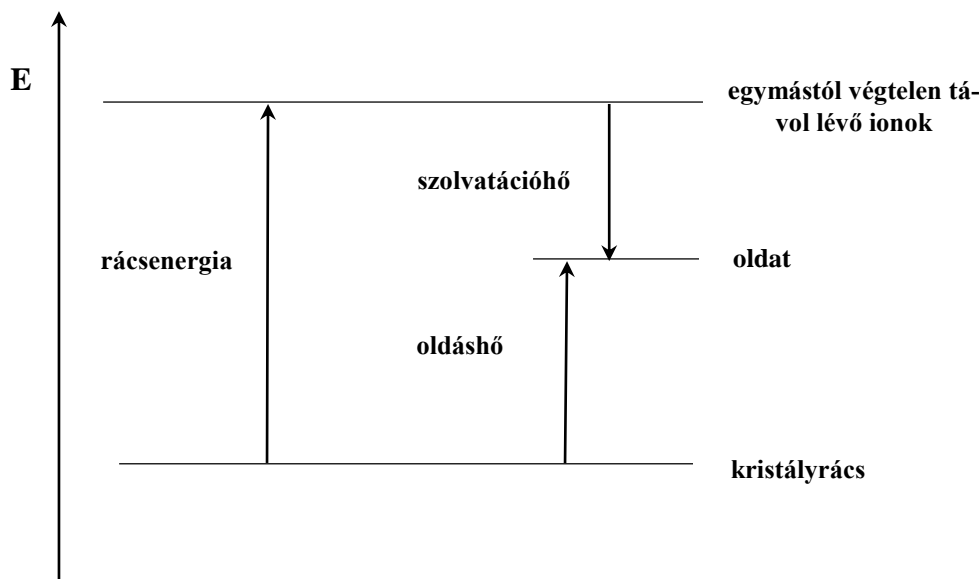 E
egymástól végtelen tá-
vol lévő ionok
szolvatációhő
rácsenergia
oldat
oldáshő
kristályrács